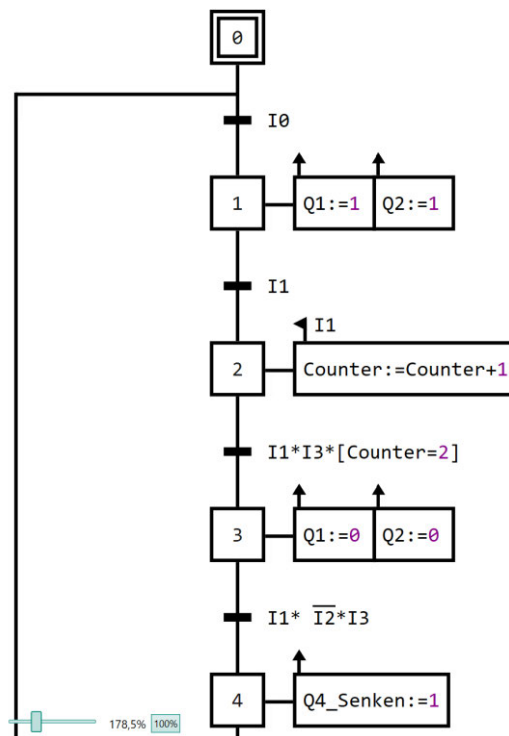 0
I0
1 Q1:=1 Q2:=1
I1
I1
2 Counter:=Counter+1
I1*I3*[Counter=2]
3 Q1:=0 Q2:=0
I1* I̅2̅*I3
4 Q4_Senken:=1
178,5% 100%